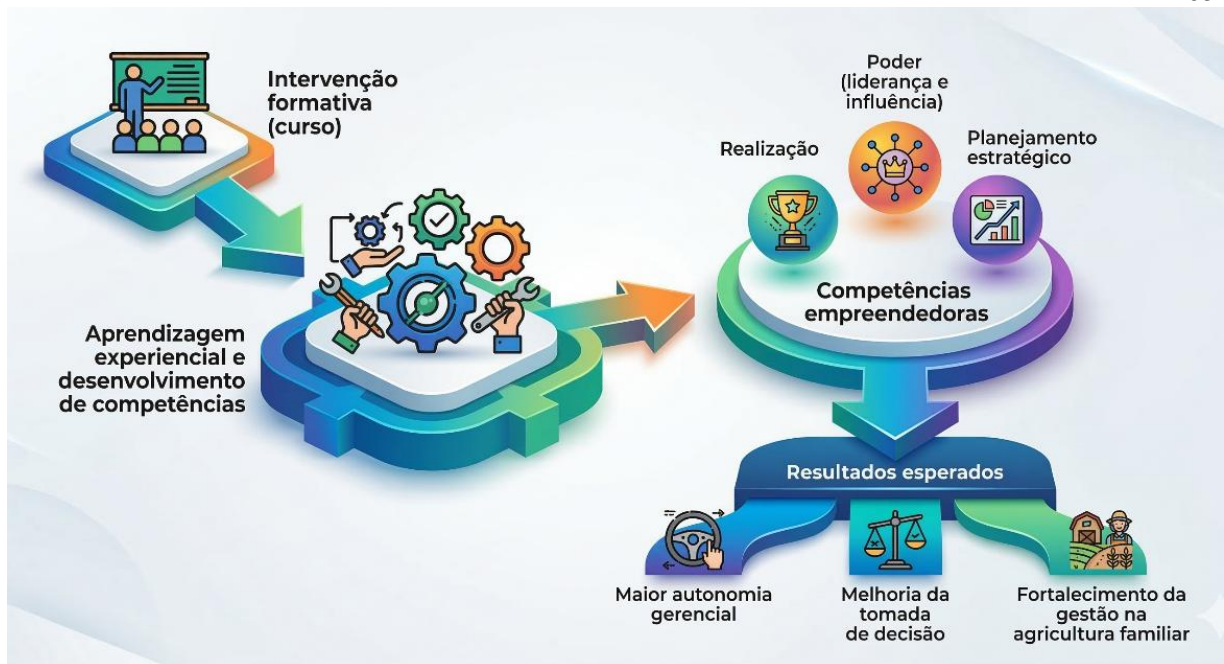 Intervenção
formativa
(curso)
Aprendizagem
experiencial e
desenvolvimento
de competências
Poder
(liderança e
influência)
Realização
Planejamento
estratégico
Competências
empreendedoras
Resultados esperados
Maior autonomia
gerencial
Melhoria da
tomada
de decisão
Fortalecimento da
gestão na
agricultura familiar